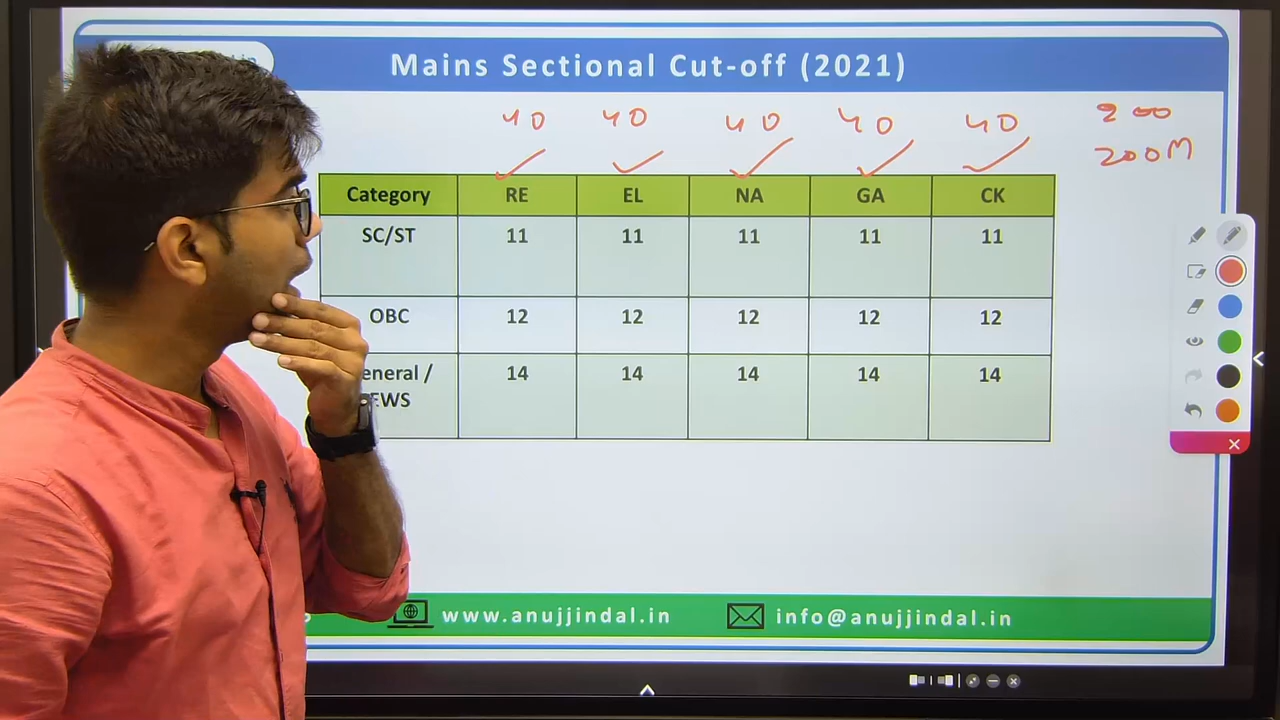 Mains Sectional Cut-off (2021)
40 40 40 40 40 200
200M
Category RE EL NA GA CK
SC/ST 11 11 11 11 11
OBC 12 12 12 12 12
eneral / 14 14 14 14 14
EWS
www.anujjindal.in info@anujjindal.in